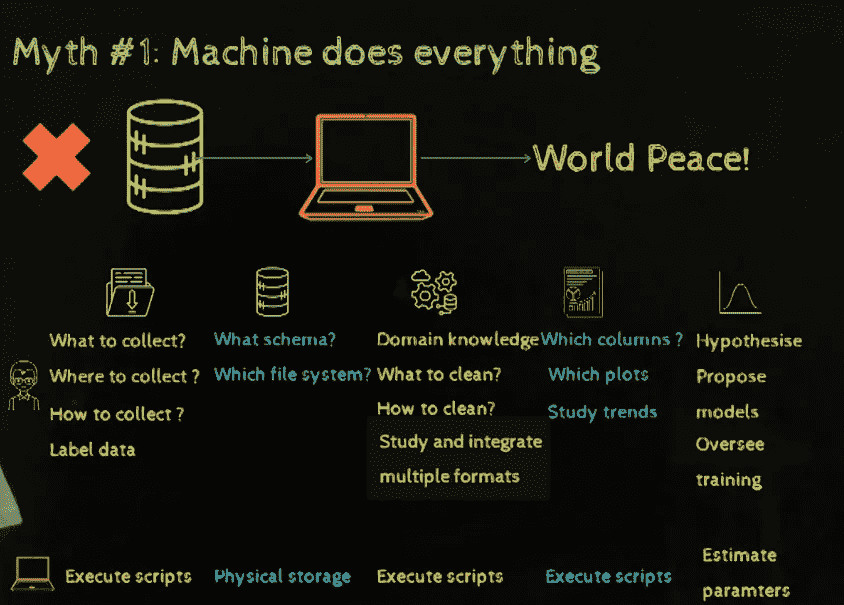 Myth #1: Machine does everything
World Peace!
What to collect?
Where to collect ?
How to collect ?
Label data
What schema?
Which file system?
Domain knowledge
What to clean?
How to clean?
Study and integrate
multiple formats
Which columns ?
Which plots
Study trends
Hypothesise
Propose
models
Oversee
training
Execute scripts
Physical storage
Execute scripts
Execute scripts
Estimate
paramters